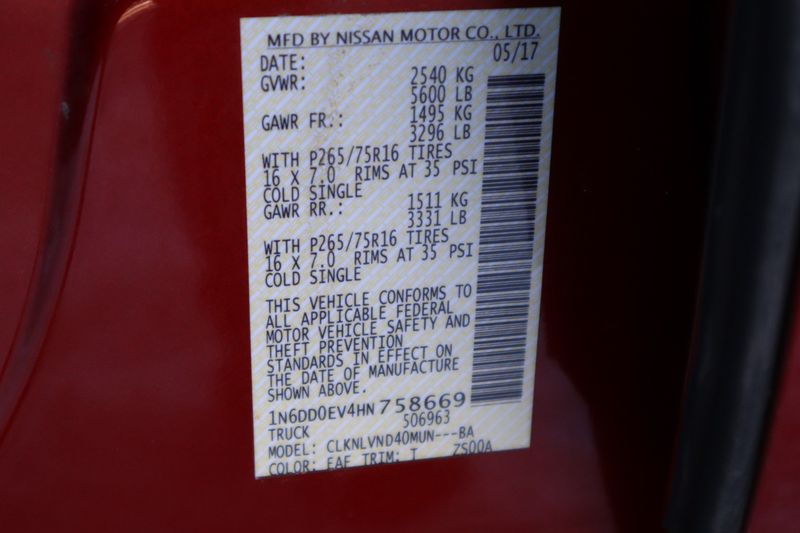 MFD BY NISSAN MOTOR CO., LTD.
DATE: 05/17
GVWR: 2540 KG
5600 LB
GAWR FR.: 1495 KG
3296 LB
WITH P265/75R16 TIRES
16 X 7.0 RIMS AT 35 PSI
COLD SINGLE
GAWR RR.: 1511 KG
3331 LB
WITH P265/75R16 TIRES
16 X 7.0 RIMS AT 35 PSI
COLD SINGLE
THIS VEHICLE CONFORMS TO
ALL APPLICABLE FEDERAL
MOTOR VEHICLE SAFETY AND
THEFT PREVENTION
STANDARDS IN EFFECT ON
THE DATE OF MANUFACTURE
SHOWN ABOVE.
1N6DD0EV4HN758669
TRUCK 506963
MODEL: CLKNLVND40MUN---BA
COLOR: EAF TRIM: T ZS00A